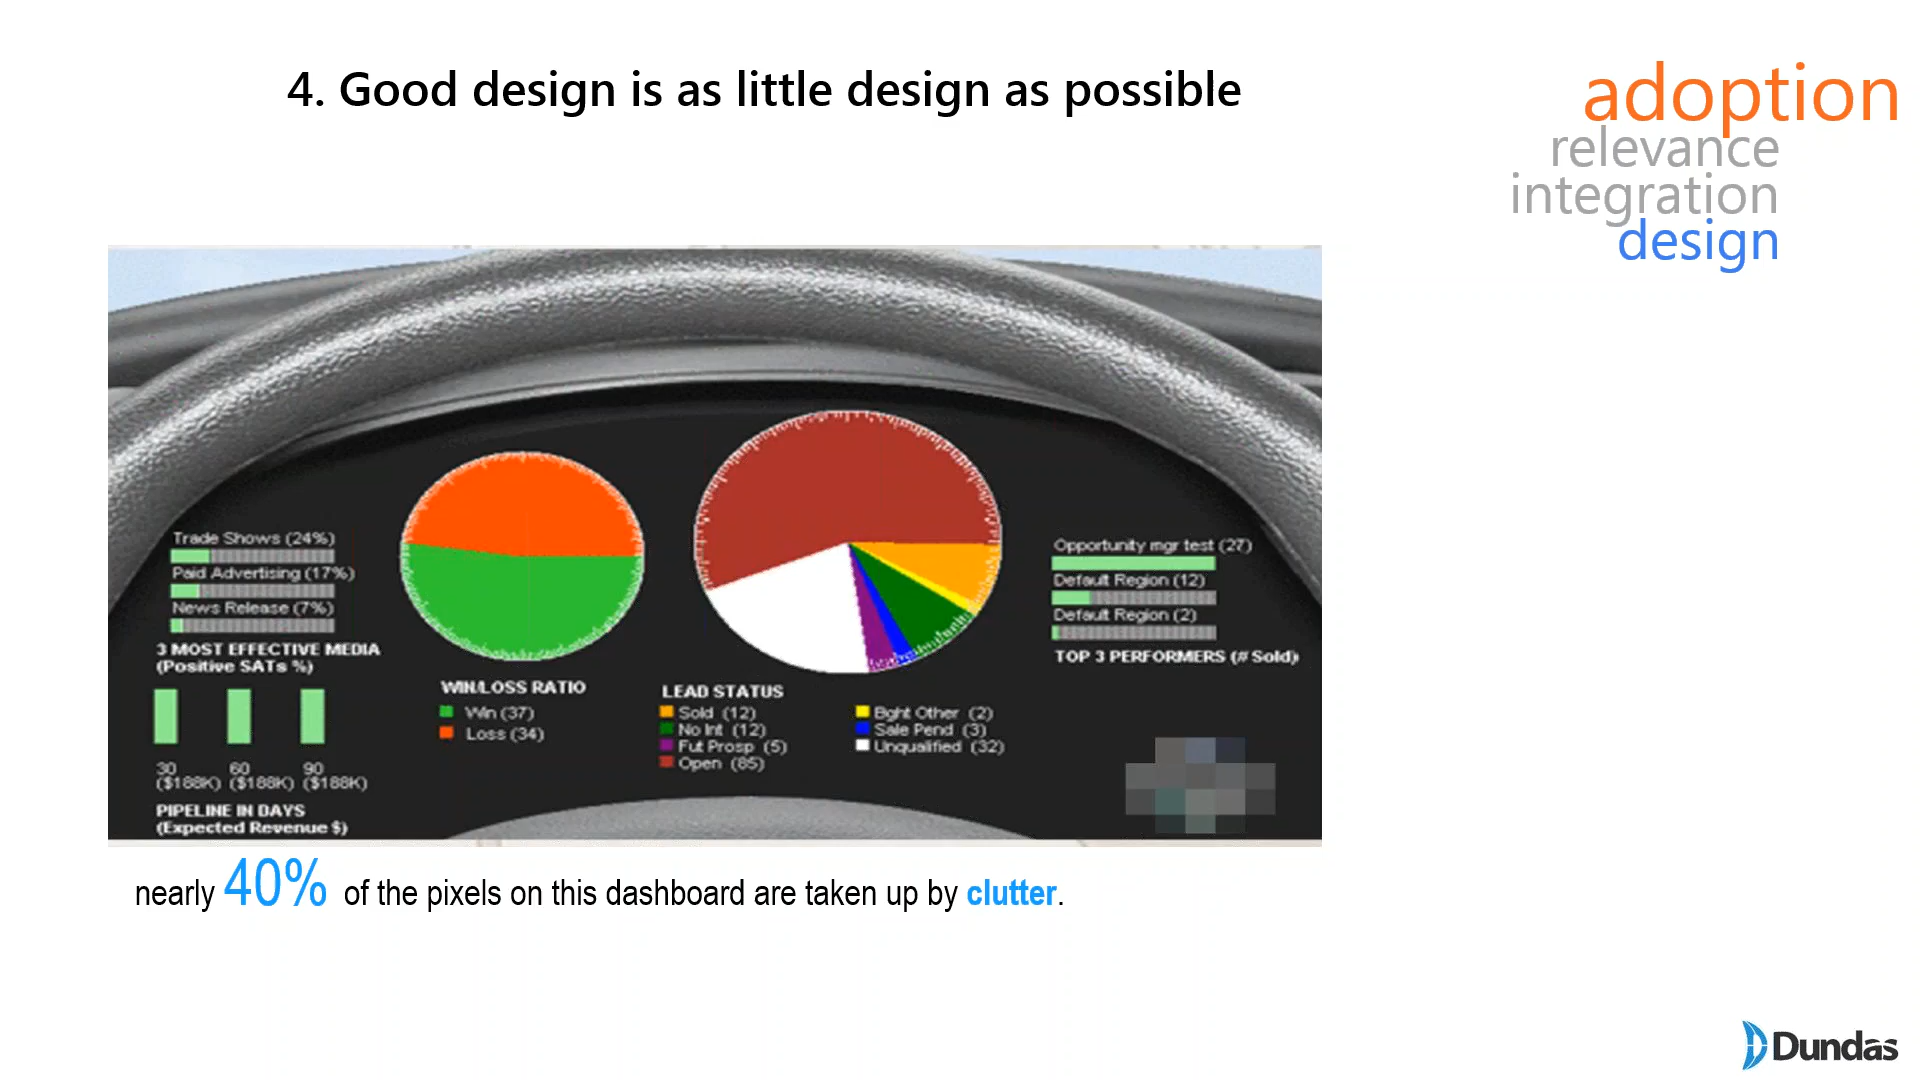 4. Good design is as little design as possible
adoption
relevance
integration
design
Trade Shows (24%)
Paid Advertising (17%)
News Release (7%)
3 MOST EFFECTIVE MEDIA
(Positive SATs %)
30 60 90
($188K) ($188K) ($188K)
PIPELINE IN DAYS
(Expected Revenue $)
WIN/LOSS RATIO
Win (37)
Loss (34)
LEAD STATUS
Sold (12)
No Int (12)
Fut Prosp (5)
Open (85)
Bght Other (2)
Sale Pend (3)
Unqualified (32)
Opportunity mgr test (27)
Default Region (12)
Default Region (2)
TOP 3 PERFORMERS (# Sold)
nearly 40% of the pixels on this dashboard are taken up by clutter.
Dundas